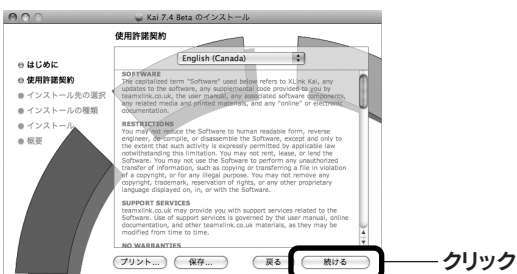 Kai 7.4 Beta のインストール
使用許諾契約
English (Canada)
はじめに
使用許諾契約
インストール先の選択
インストールの種類
インストール
概要
SOFTWARE
The capitalized term "Software" used below refers to XLink Kai, any
updates to the software, any supplemental code provided to you by
teamxlink.co.uk, the user manual, any associated software components,
any related media and printed materials, and any "online" or electronic
documentation.
RESTRICTIONS
You may not reduce the Software to human readable form, reverse
engineer, de-compile, or disassemble the Software, except and only to
the extent that such activity is expressly permitted by applicable law
notwithstanding this limitation. You may not rent, lease, or lend the
Software. You may not use the Software to perform any unauthorized
transfer of information, such as copying or transferring a file in violation
of a copyright, or for any illegal purpose. You may not remove any
copyright, trademark, reservation of rights, or any other proprietary
language displayed on, in, or with the Software.
SUPPORT SERVICES
teamxlink.co.uk may provide you with support services related to the
Software. Use of support services is governed by the user manual, online
documentation, and other teamxlink.co.uk materials, as they may be
modified from time to time.
NO WARRANTIES
プリント...
保存...
戻る
続ける
クリック